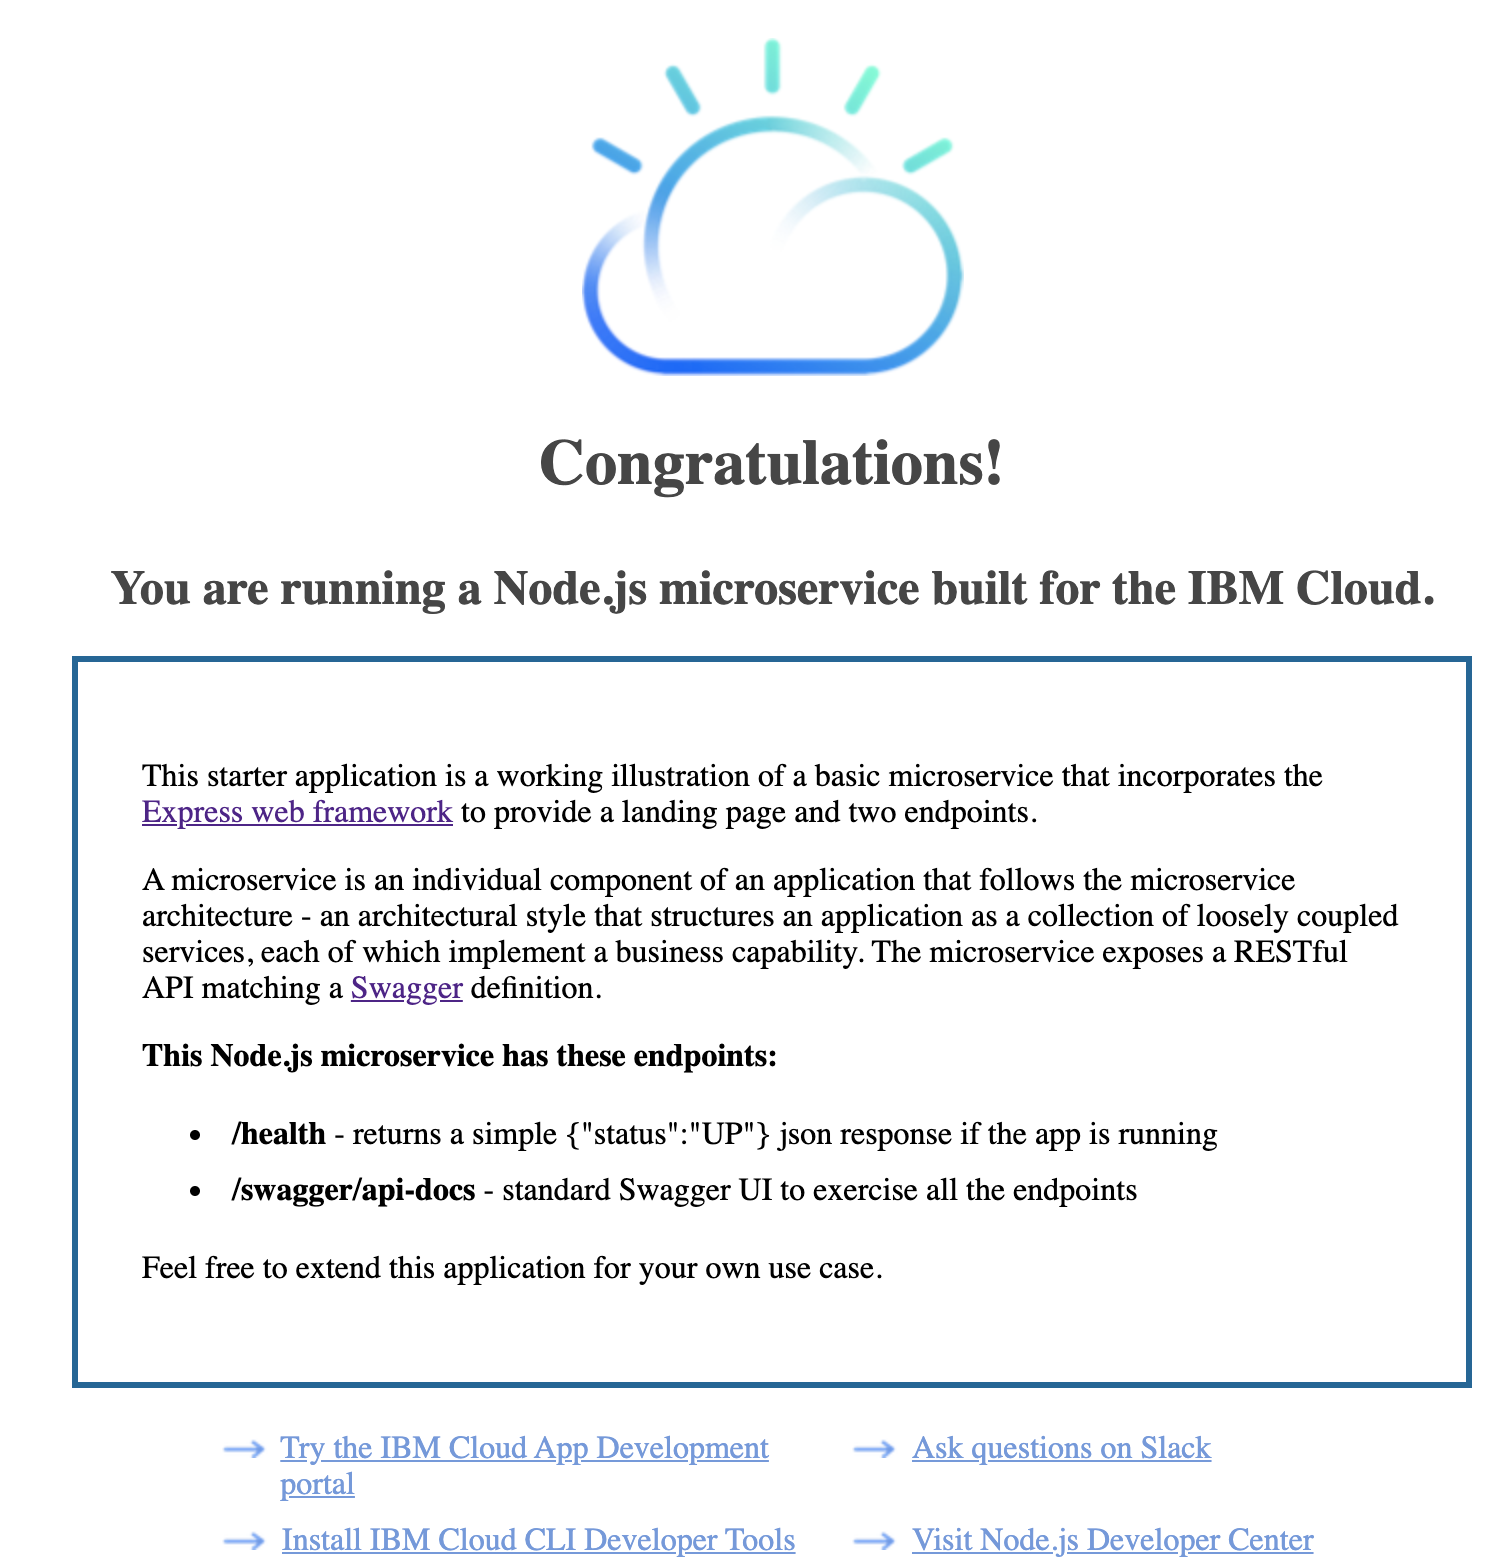 Congratulations!
You are running a Node.js microservice built for the IBM Cloud.
This starter application is a working illustration of a basic microservice that incorporates the
Express web framework to provide a landing page and two endpoints.
A microservice is an individual component of an application that follows the microservice
architecture - an architectural style that structures an application as a collection of loosely coupled
services, each of which implement a business capability. The microservice exposes a RESTful
API matching a Swagger definition.
This Node.js microservice has these endpoints:
• /health - returns a simple {"status":"UP"} json response if the app is running
• /swagger/api-docs - standard Swagger UI to exercise all the endpoints
Feel free to extend this application for your own use case.
Try the IBM Cloud App Development
portal
Ask questions on Slack
Install IBM Cloud CLI Developer Tools
Visit Node.js Developer Center